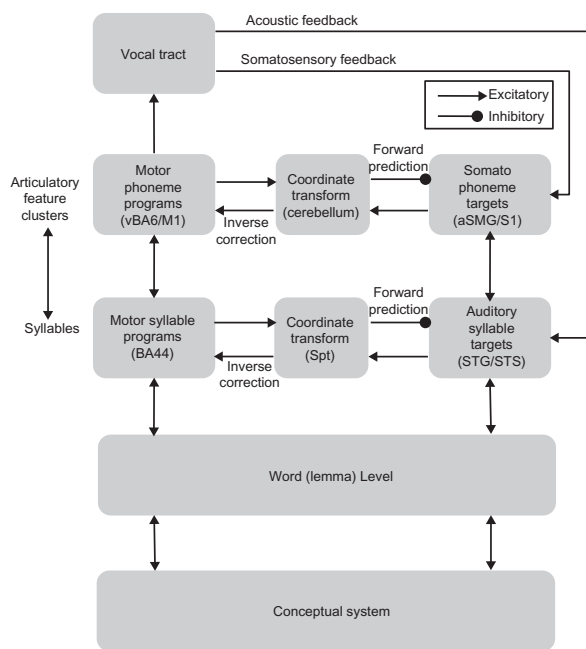 Acoustic feedback
Vocal tract
Somatosensory feedback
Excitatory
Inhibitory
Articulatory
feature
clusters
Syllables
Motor
phoneme
programs
(vBA6/M1)
Inverse
correction
Coordinate
transform
(cerebellum)
Forward
prediction
Somato
phoneme
targets
(aSMG/S1)
Motor syllable
programs
(BA44)
Inverse
correction
Coordinate
transform
(Spt)
Forward
prediction
Auditory
syllable
targets
(STG/STS)
Word (lemma) Level
Conceptual system